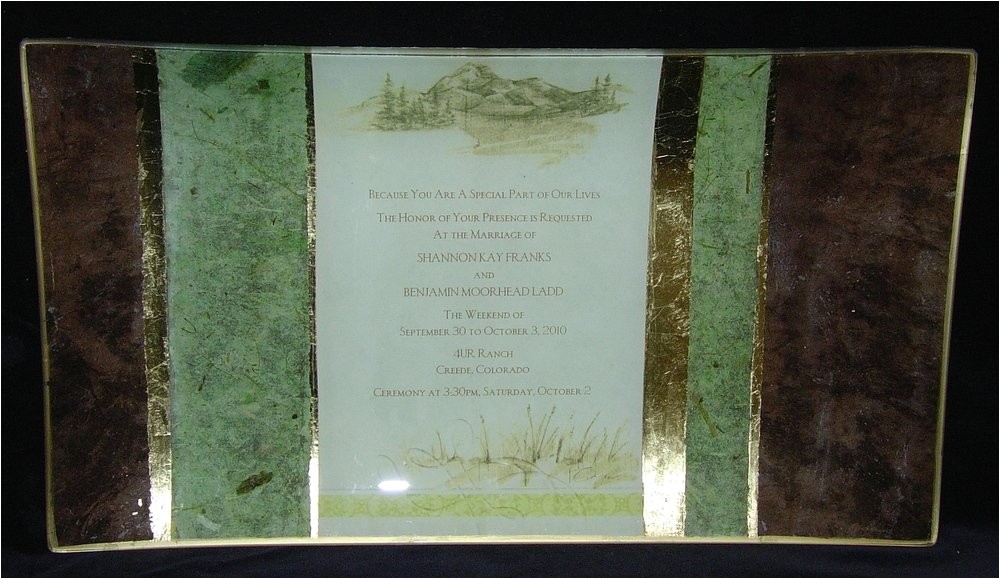 Because You Are A Special Part of Our Lives
The Honor of Your Presence is Requested
At the Marriage of
Shannon Kay Franks
and
Benjamin Moorhead Ladd
The Weekend of
September 30 to October 3, 2010
4UR Ranch
Creede, Colorado
Ceremony at 3:30pm, Saturday, October 2